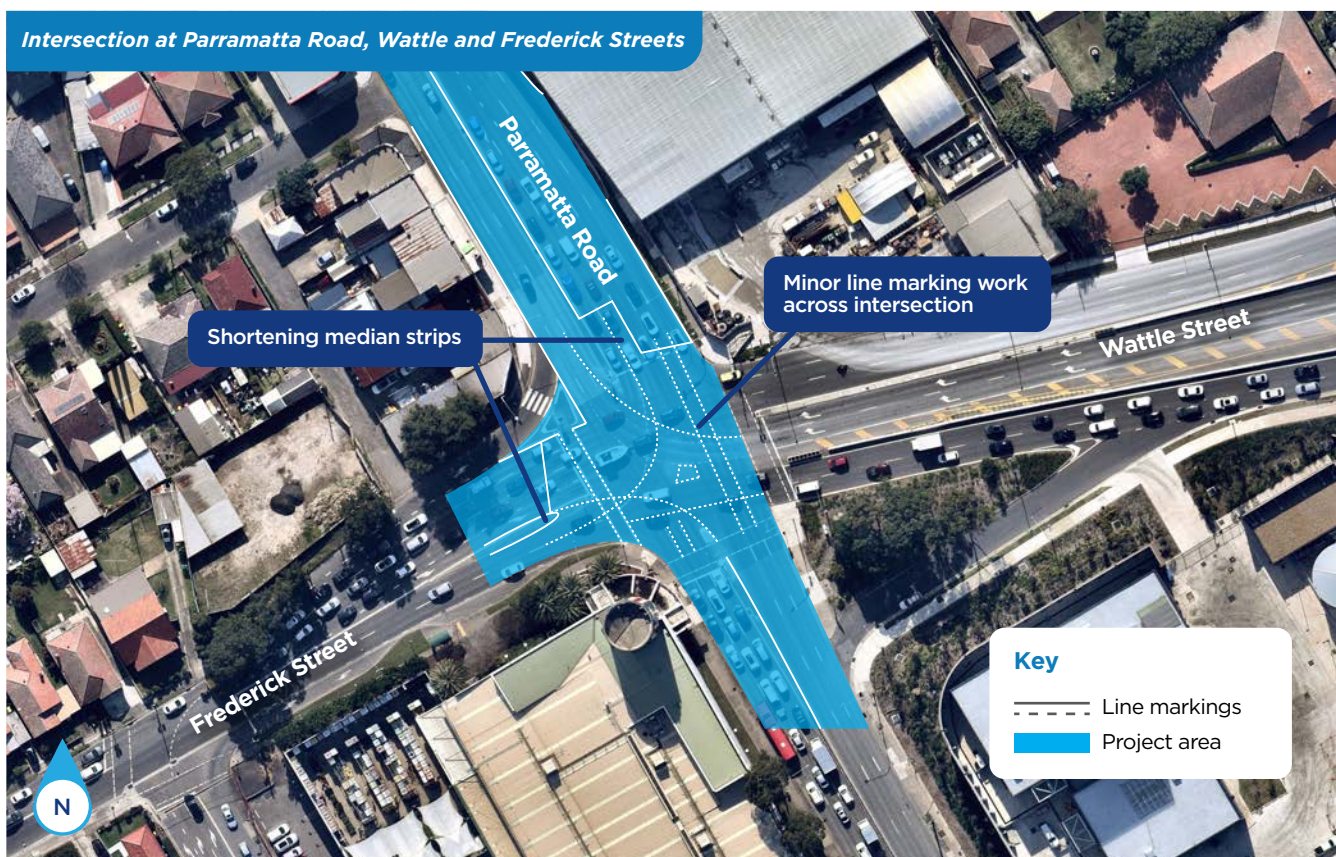 Intersection at Parramatta Road, Wattle and Frederick Streets
Parramatta Road
Minor line marking work
across intersection
Shortening median strips
Wattle Street
Frederick Street
Key
Line markings
Project area
N